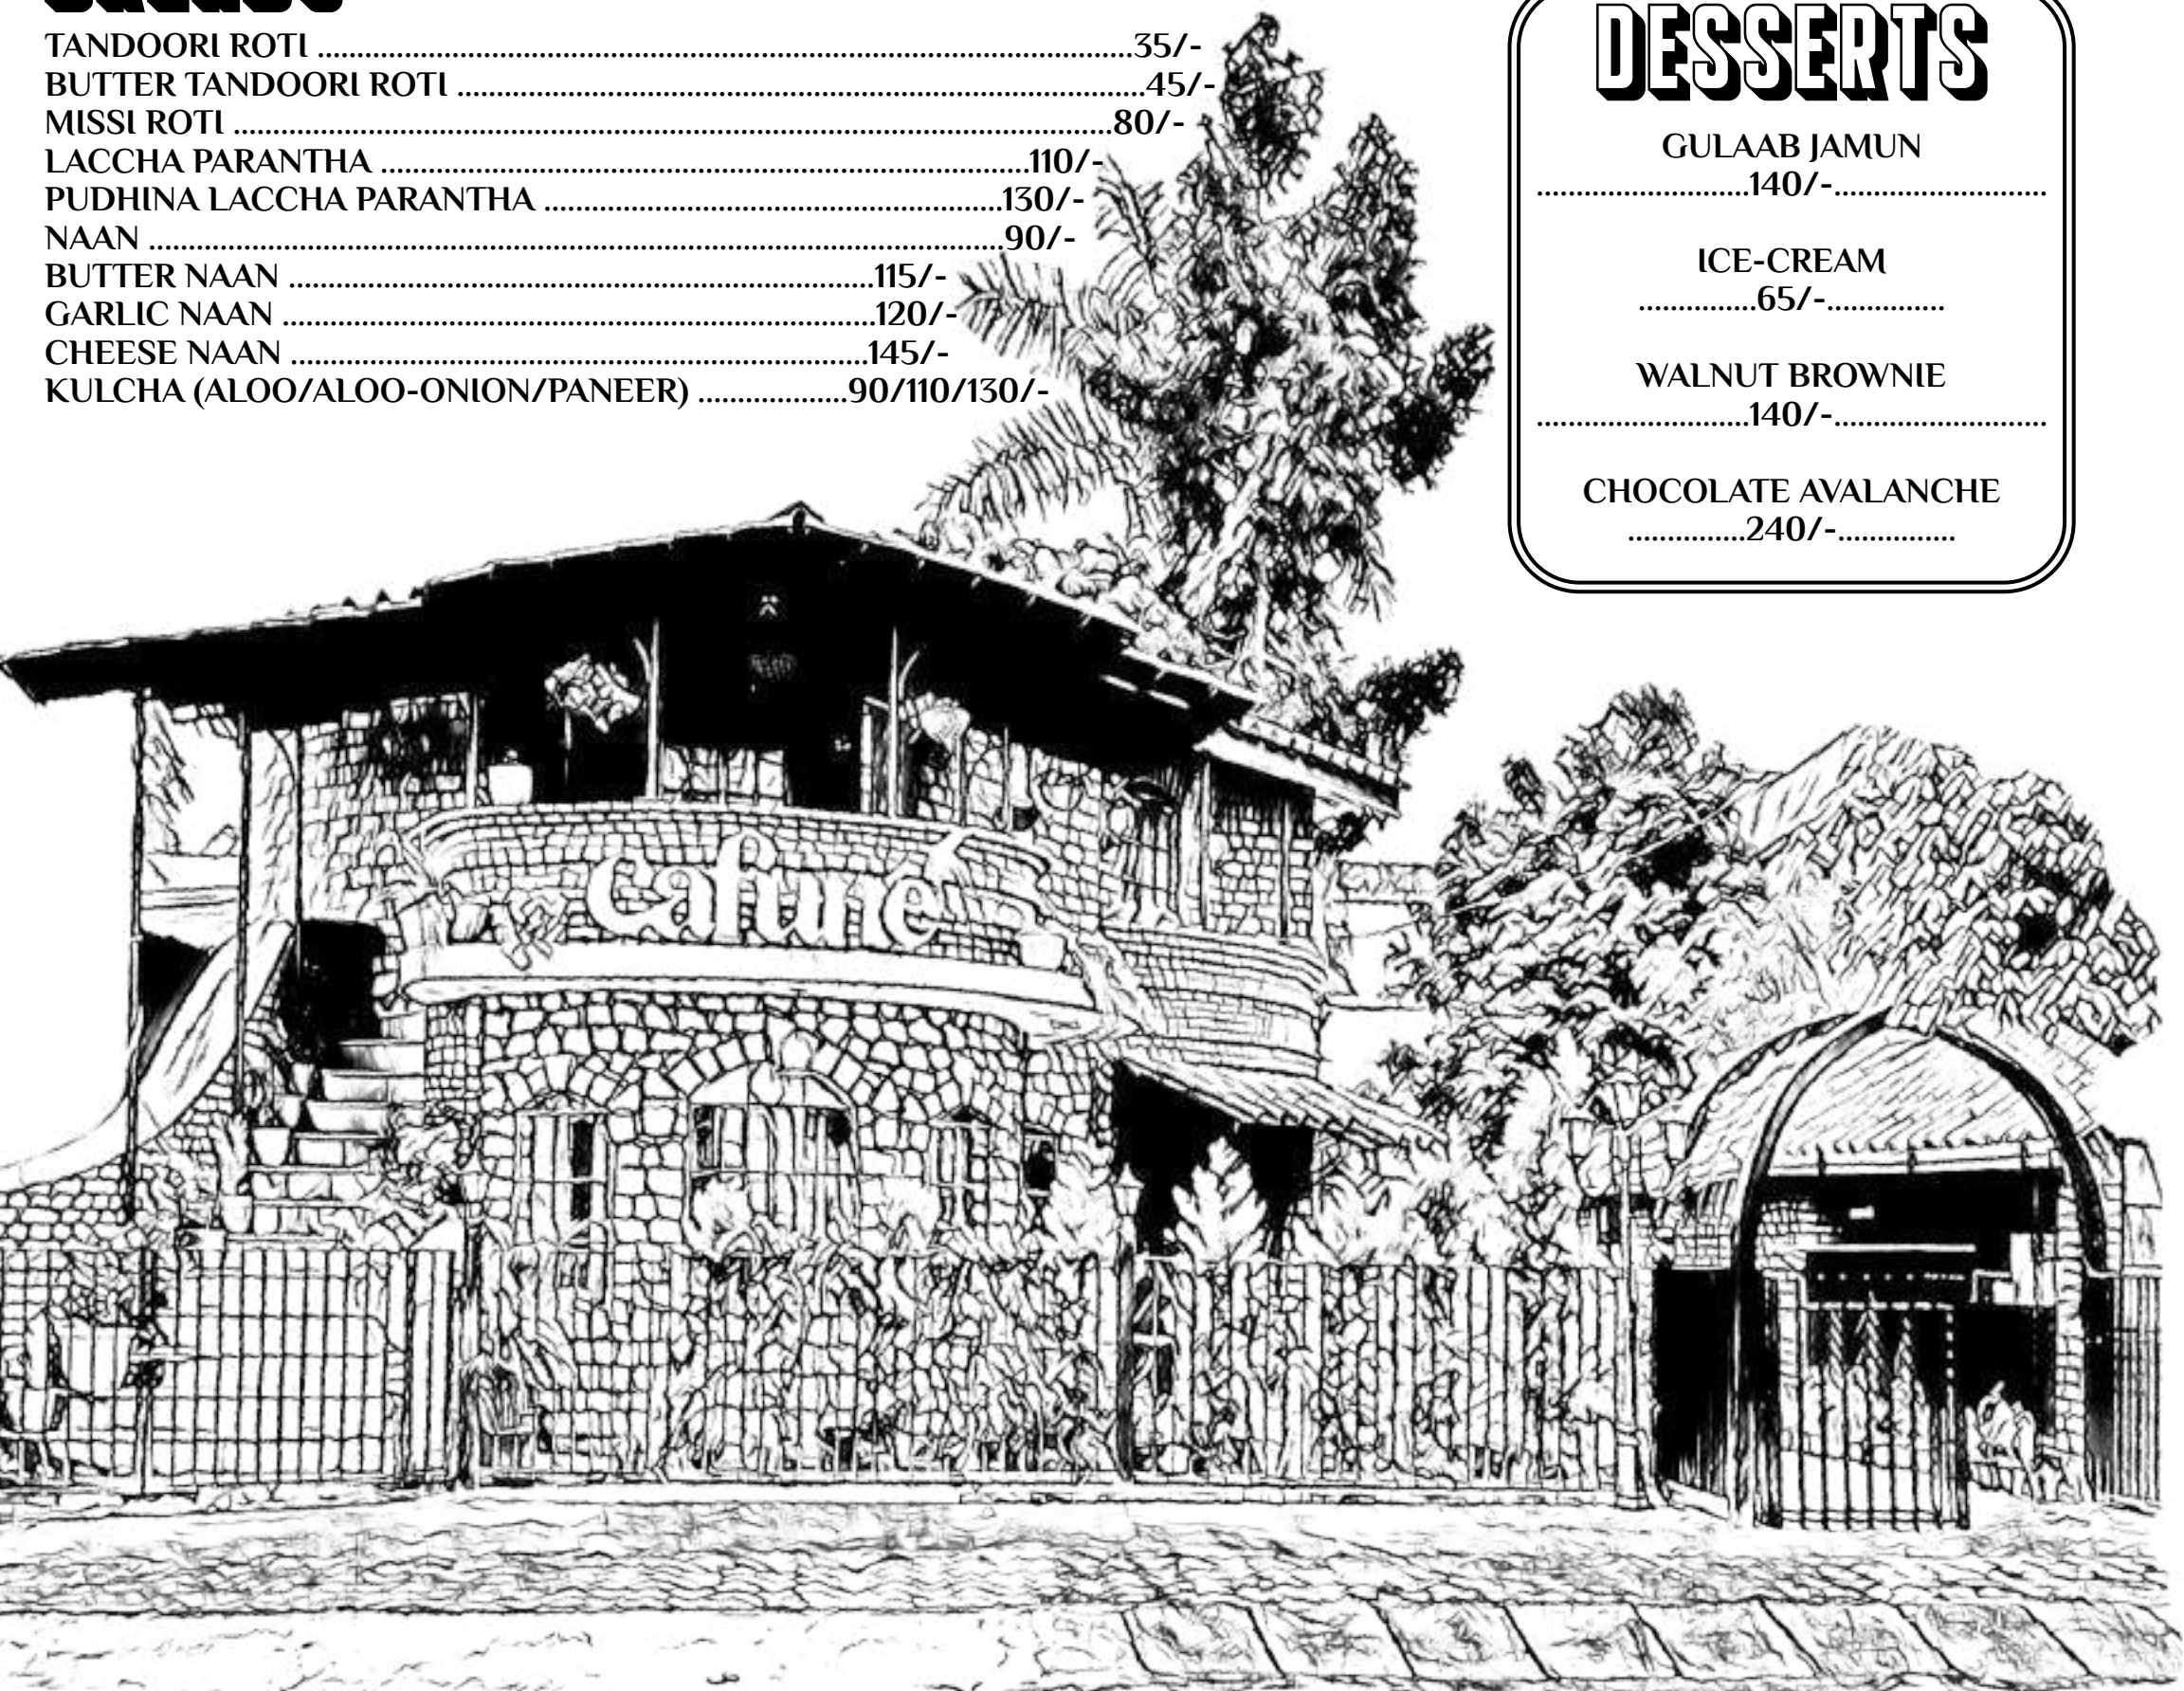 TANDOORI ROTI ........................................................................................................35/-
BUTTER TANDOORI ROTI ........................................................................................45/-
MISSI ROTI ................................................................................................................80/-
LACCHA PARANTHA ...................................................................................110/-
PUDHINA LACCHA PARANTHA ...........................................................130/-
NAAN .............................................................................................................90/-
BUTTER NAAN ...........................................................................115/-
GARLIC NAAN ............................................................................120/-
CHEESE NAAN ..........................................................................145/-
KULCHA (ALOO/ALOO-ONION/PANEER) ...................90/110/130/-
DESSERTS
GULAAB JAMUN
...........................140/-...........................
ICE-CREAM
...............65/-...............
WALNUT BROWNIE
...........................140/-...........................
CHOCOLATE AVALANCHE
...............240/-...............
cafuné